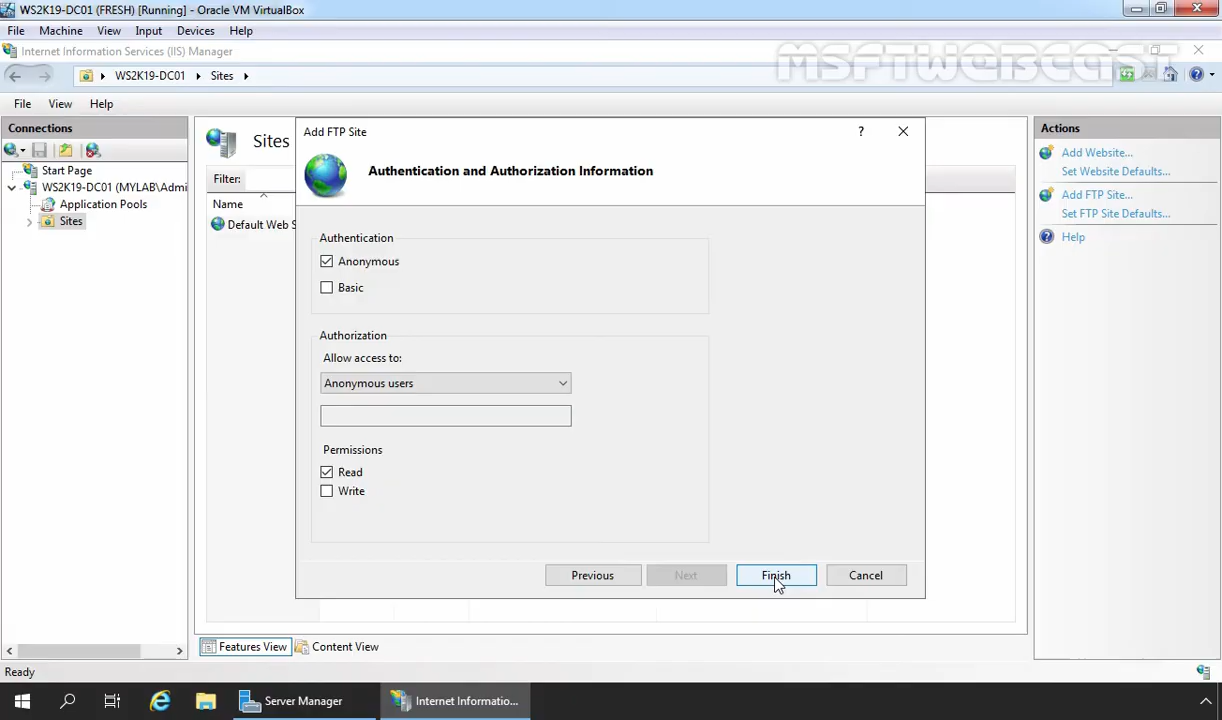 WS2K19-DC01 (FRESH) [Running] - Oracle VM VirtualBox
File Machine View Input Devices Help
Internet Information Services (IIS) Manager
MSFTWEBCAST
WS2K19-DC01 Sites
File View Help
Connections
Start Page
WS2K19-DC01 (MYLAB\Admi
Application Pools
Sites
Sites
Filter:
Name
Default Web S
Add FTP Site
?
Authentication and Authorization Information
Authentication
Anonymous
Basic
Authorization
Allow access to:
Anonymous users
Permissions
Read
Write
Previous Next Finish Cancel
Actions
Add Website...
Set Website Defaults...
Add FTP Site...
Set FTP Site Defaults...
Help
Features View Content View
Ready
Server Manager Internet Informatio...